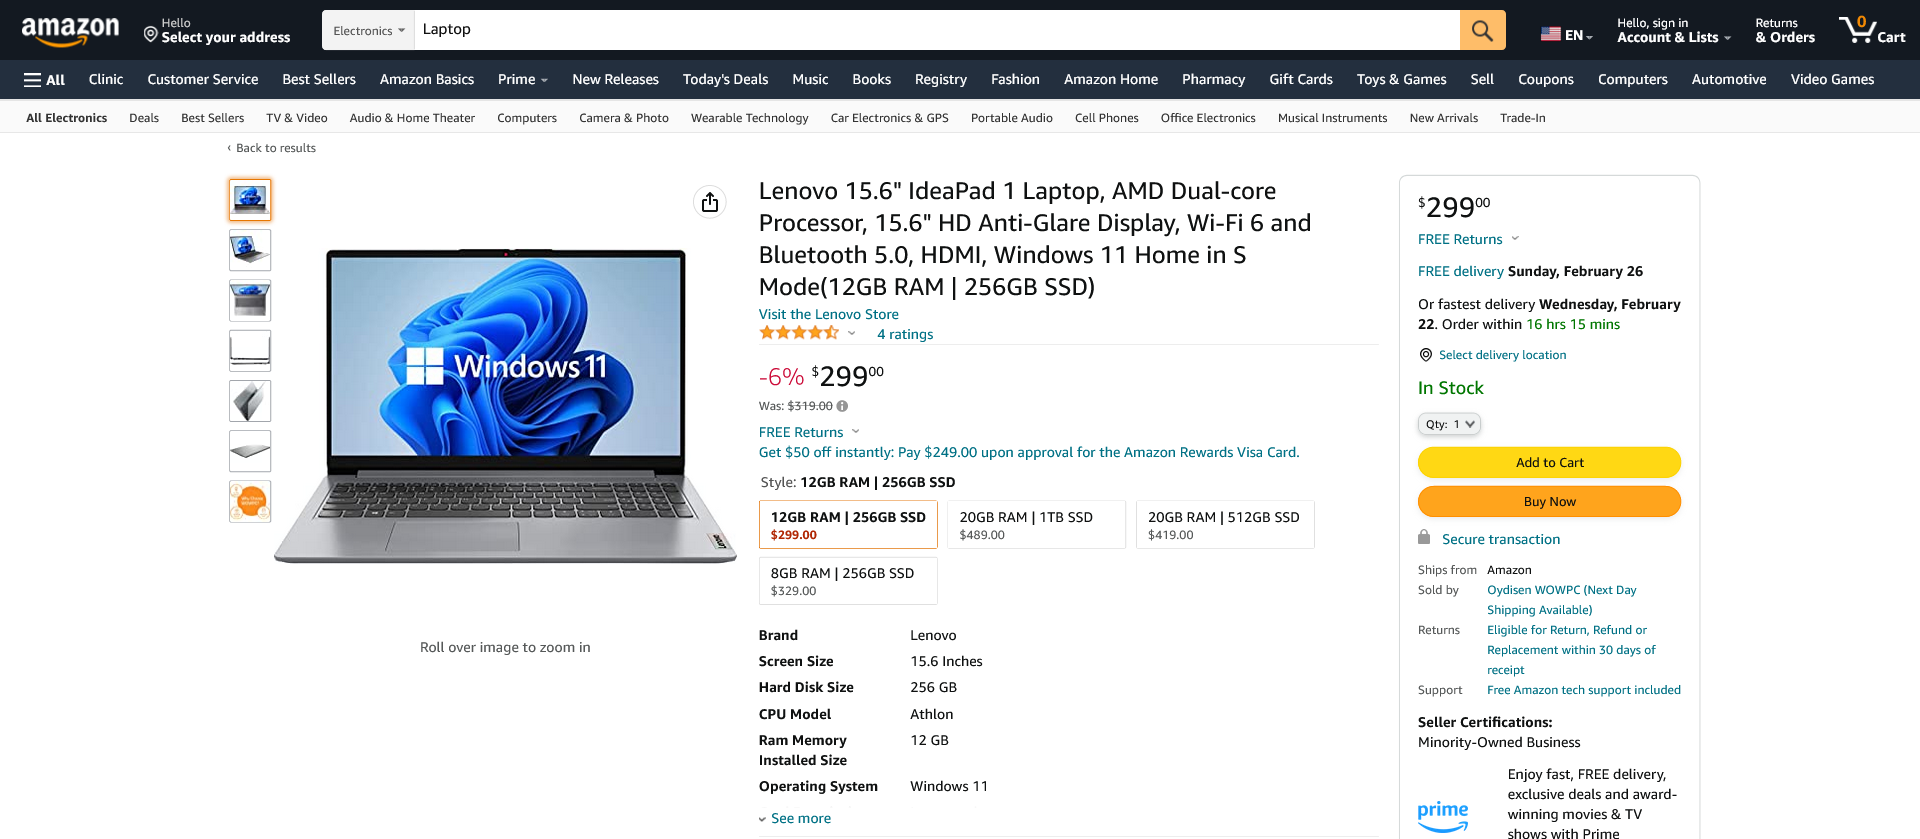 amazon
Hello
Select your address
Electronics
Laptop
EN
Hello, sign in
Account & Lists
Returns
& Orders
0
Cart
All
Clinic
Customer Service
Best Sellers
Amazon Basics
Prime
New Releases
Today's Deals
Music
Books
Registry
Fashion
Amazon Home
Pharmacy
Gift Cards
Toys & Games
Sell
Coupons
Computers
Automotive
Video Games
All Electronics
Deals
Best Sellers
TV & Video
Audio & Home Theater
Computers
Camera & Photo
Wearable Technology
Car Electronics & GPS
Portable Audio
Cell Phones
Office Electronics
Musical Instruments
New Arrivals
Trade-In
‹ Back to results
Windows 11
Lenovo
Roll over image to zoom in
Lenovo 15.6" IdeaPad 1 Laptop, AMD Dual-core
Processor, 15.6" HD Anti-Glare Display, Wi-Fi 6 and
Bluetooth 5.0, HDMI, Windows 11 Home in S
Mode(12GB RAM | 256GB SSD)
Visit the Lenovo Store
4 ratings
-6% $29900
Was: $319.00
FREE Returns
Get $50 off instantly: Pay $249.00 upon approval for the Amazon Rewards Visa Card.
Style: 12GB RAM | 256GB SSD
12GB RAM | 256GB SSD
$299.00
20GB RAM | 1TB SSD
$489.00
20GB RAM | 512GB SSD
$419.00
8GB RAM | 256GB SSD
$329.00
Brand Lenovo
Screen Size 15.6 Inches
Hard Disk Size 256 GB
CPU Model Athlon
Ram Memory 12 GB
Installed Size
Operating System Windows 11
See more
$29900
FREE Returns
FREE delivery Sunday, February 26
Or fastest delivery Wednesday, February
22. Order within 16 hrs 15 mins
Select delivery location
In Stock
Qty: 1
Add to Cart
Buy Now
Secure transaction
Ships from Amazon
Sold by Oydisen WOWPC (Next Day
Shipping Available)
Returns Eligible for Return, Refund or
Replacement within 30 days of
receipt
Support Free Amazon tech support included
Seller Certifications:
Minority-Owned Business
prime
Enjoy fast, FREE delivery,
exclusive deals and award-
winning movies & TV
shows with Prime